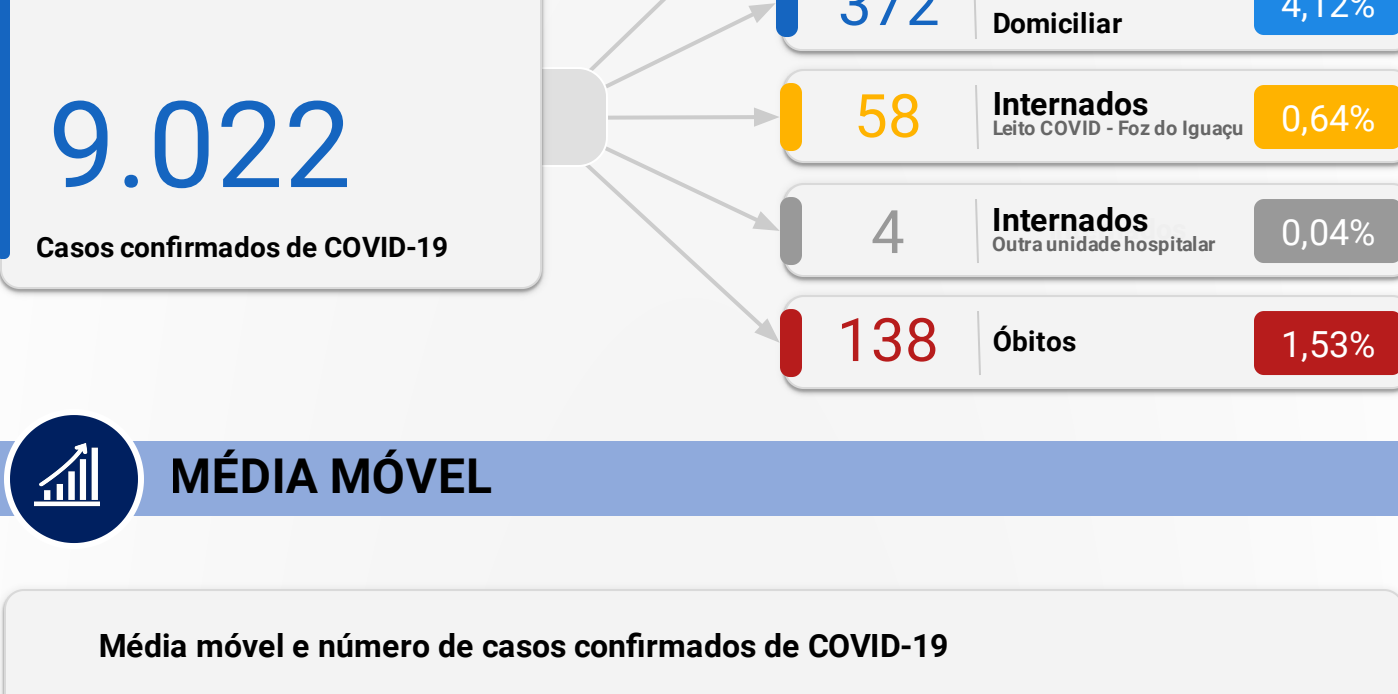 372
Domiciliar
4,12%
9.022
Casos confirmados de COVID-19
58
Internados
Leito COVID - Foz do Iguaçu
0,64%
4
Internados
Outra unidade hospitalar
0,04%
138
Óbitos
1,53%
MÉDIA MÓVEL
Média móvel e número de casos confirmados de COVID-19